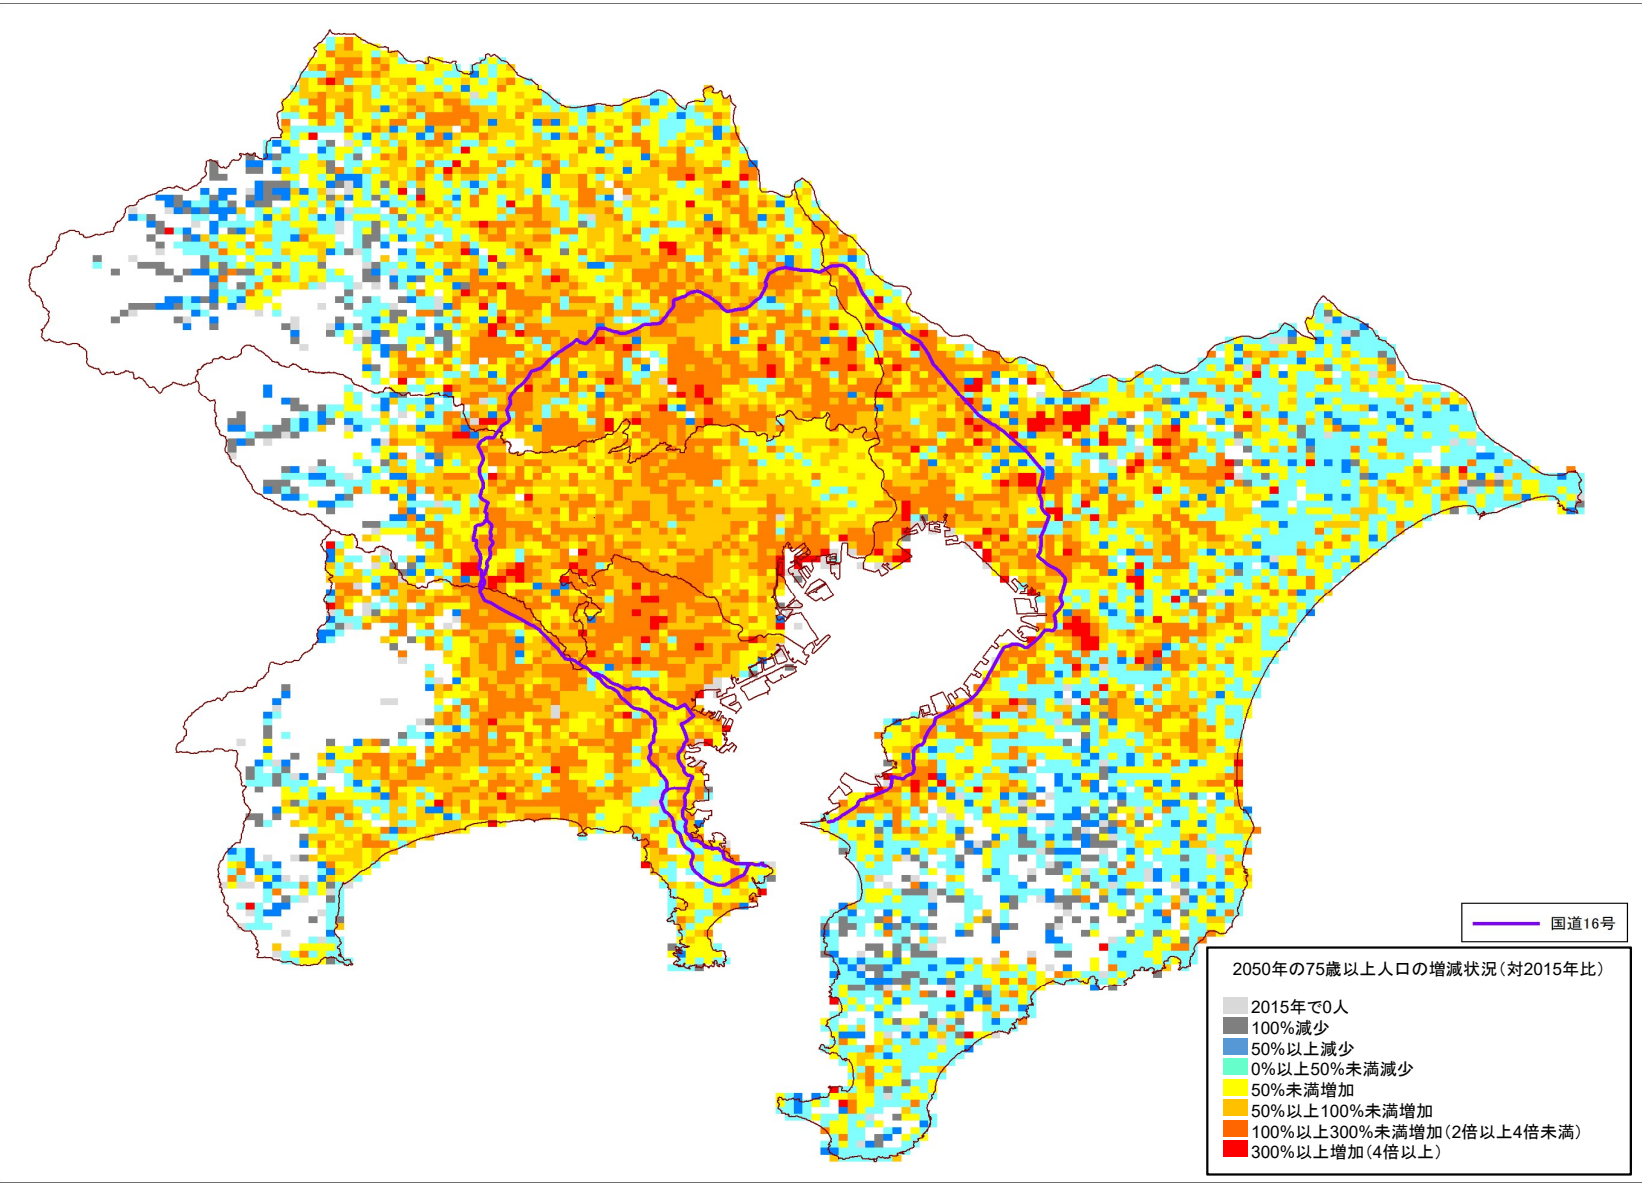 国道16号
2050年の75歳以上人口の増減状況(対2015年比)
2015年で0人
100%減少
50%以上減少
0%以上50%未満減少
50%未満増加
50%以上100%未満増加
100%以上300%未満増加(2倍以上4倍未満)
300%以上増加(4倍以上)